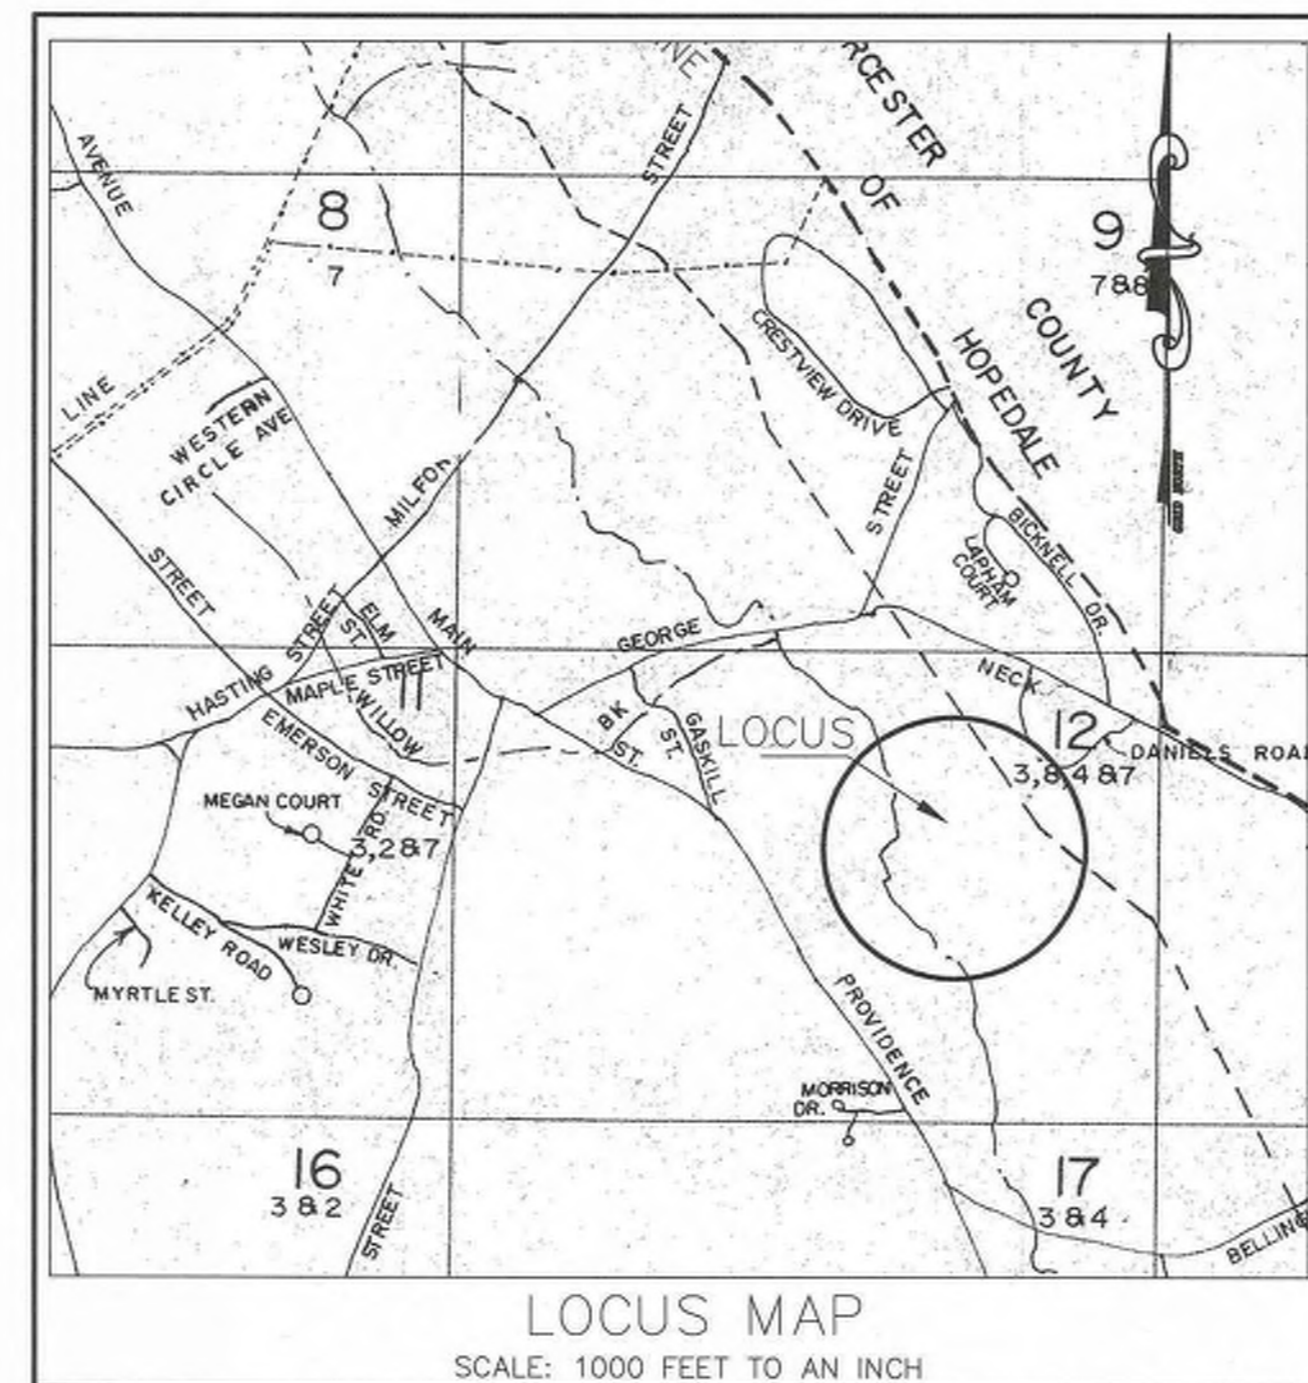 STREET
RCESTER
OF
AVENUE
8
7
9
7&8
COUNTY
HOPEDALE
CRESTVIEW DRIVE
LINE
WESTERN
CIRCLE AVE
STREET
BICKNELL DR.
LAPHAM
COURT
STREET
STREET
ELM
ST.
MAIN
GEORGE
NECK
HASTING
MAPLE STREET
11
WILLOW
EMERSON STREET
BK
ST.
GASKILL
ST.
LOCUS
12
3,8,4 &7
DANIELS ROAD
MEGAN COURT
3,2&7
WHITE RD.
KELLEY ROAD
WESLEY DR.
MYRTLE ST.
PROVIDENCE
MORRISON
DR.
16
3 & 2
17
3 & 4
STREET
LOCUS MAP
SCALE: 1000 FEET TO AN INCH